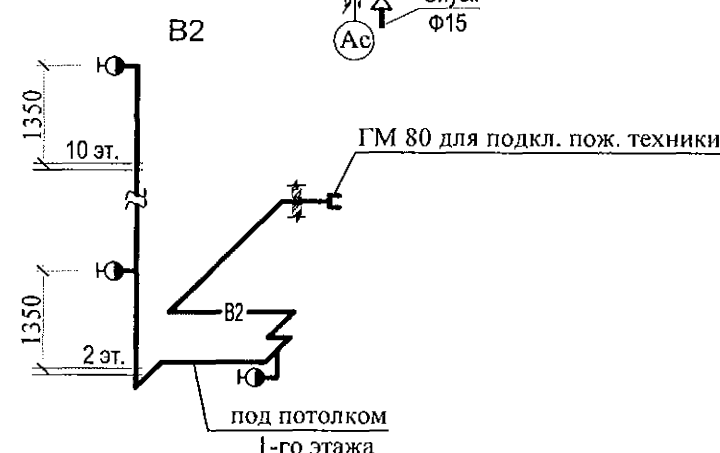 В2
Ас
Ф15
1350
10 эт.
ГМ 80 для подкл. пож. техники
1350
В2
2 эт.
под потолком
1-го этажа